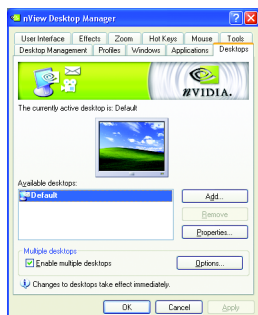 nView Desktop Manager
User Interface Effects Zoom Hot Keys Mouse Tools
Desktop Management Profiles Windows Applications Desktops
NVIDIA.
The currently active desktop is: Default
Available desktops:
Default
Add...
Remove
Properties...
Multiple desktops
Enable multiple desktops
Options...
Changes to desktops take effect immediately.
OK Cancel Apply